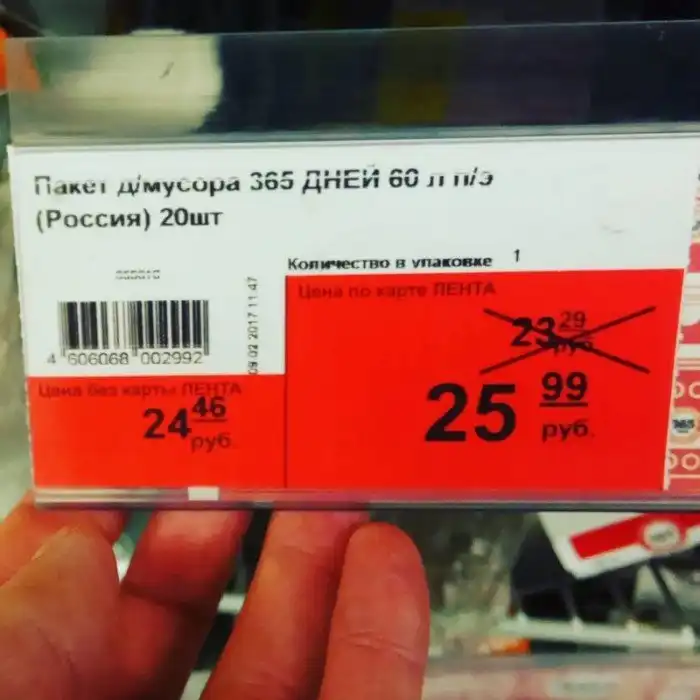 Пакет д/мусора 365 ДНЕЙ 60 л п/э
(Россия) 20шт
Количество в упаковке 1
09 02 2017 11:47
4 606068 002992
Цена по карте ЛЕНТА
23 29
руб.
25 99
руб.
Цена без карты ЛЕНТА
24 46
руб.